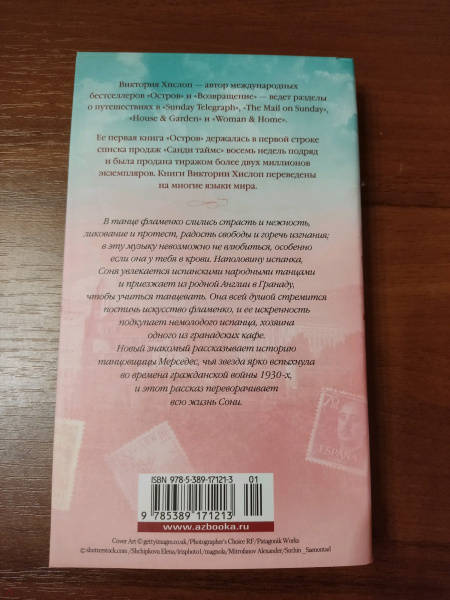 Виктория Хислоп — автор международных
бестселлеров «Остров» и «Возвращение» — ведет разделы
о путешествиях в «Sunday Telegraph», «The Mail on Sunday»,
«House & Garden» и «Woman & Home».
Ее первая книга «Остров» держалась в первой строке
списка продаж «Санди таймс» восемь недель подряд
и была продана тиражом более двух миллионов
экземпляров. Книги Виктории Хислоп переведены
на многие языки мира.
В танце фламенко слились страсть и нежность,
ликование и протест, радость свободы и горечь изгнания;
в эту музыку невозможно не влюбиться, особенно
если она у тебя в крови. Наполовину испанка,
Соня увлекается испанскими народными танцами
и приезжает из родной Англии в Гранаду,
чтобы учиться танцевать. Она всей душой стремится
постичь искусство фламенко, и ее искренность
подкупает немолодого испанца, хозяина
одного из гранадских кафе.
Новый знакомый рассказывает историю
танцовщицы Мерседес, чья звезда ярко вспыхнула
во времена гражданской войны 1930-х,
и этот рассказ переворачивает
всю жизнь Сони.
ESPAÑA
ISBN 978-5-389-17121-3 01
9 785389 171213
www.azbooka.ru
Cover Art © gettyimages.co.uk/Photographer's Choice RF/Patagonik Works
© shutterstock.com /Shchipkova Elena/irisphoto1/magnola/Mitrofanov Alexander/Sorbin_Samontsel